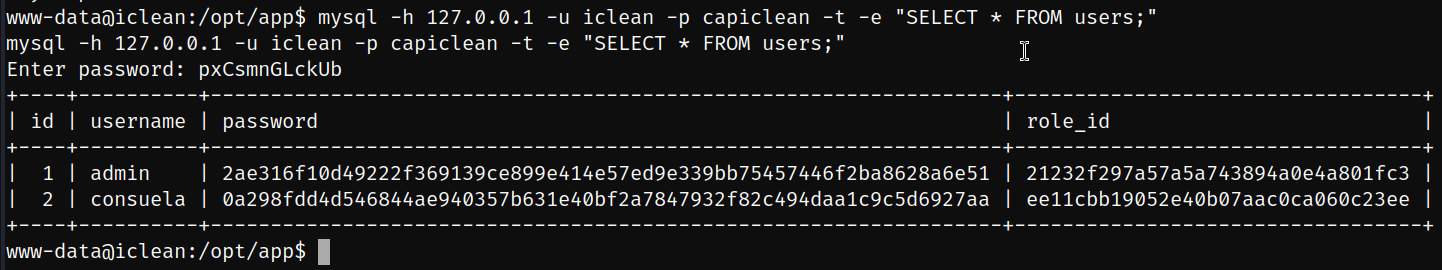 www-data@iclean:/opt/app$ mysql -h 127.0.0.1 -u iclean -p capiclean -t -e "SELECT * FROM users;"
mysql -h 127.0.0.1 -u iclean -p capiclean -t -e "SELECT * FROM users;"
Enter password: pxCsmnGLckUb
+----+----------+------------------------------------------------------------------+----------------------------------+
| id | username | password                                                         | role_id                          |
+----+----------+------------------------------------------------------------------+----------------------------------+
|  1 | admin    | 2ae316f10d49222f369139ce899e414e57ed9e339bb75457446f2ba8628a6e51 | 21232f297a57a5a743894a0e4a801fc3 |
|  2 | consuela | 0a298fdd4d546844ae940357b631e40bf2a7847932f82c494daa1c9c5d6927aa | ee11cbb19052e40b07aac0ca060c23ee |
+----+----------+------------------------------------------------------------------+----------------------------------+
www-data@iclean:/opt/app$